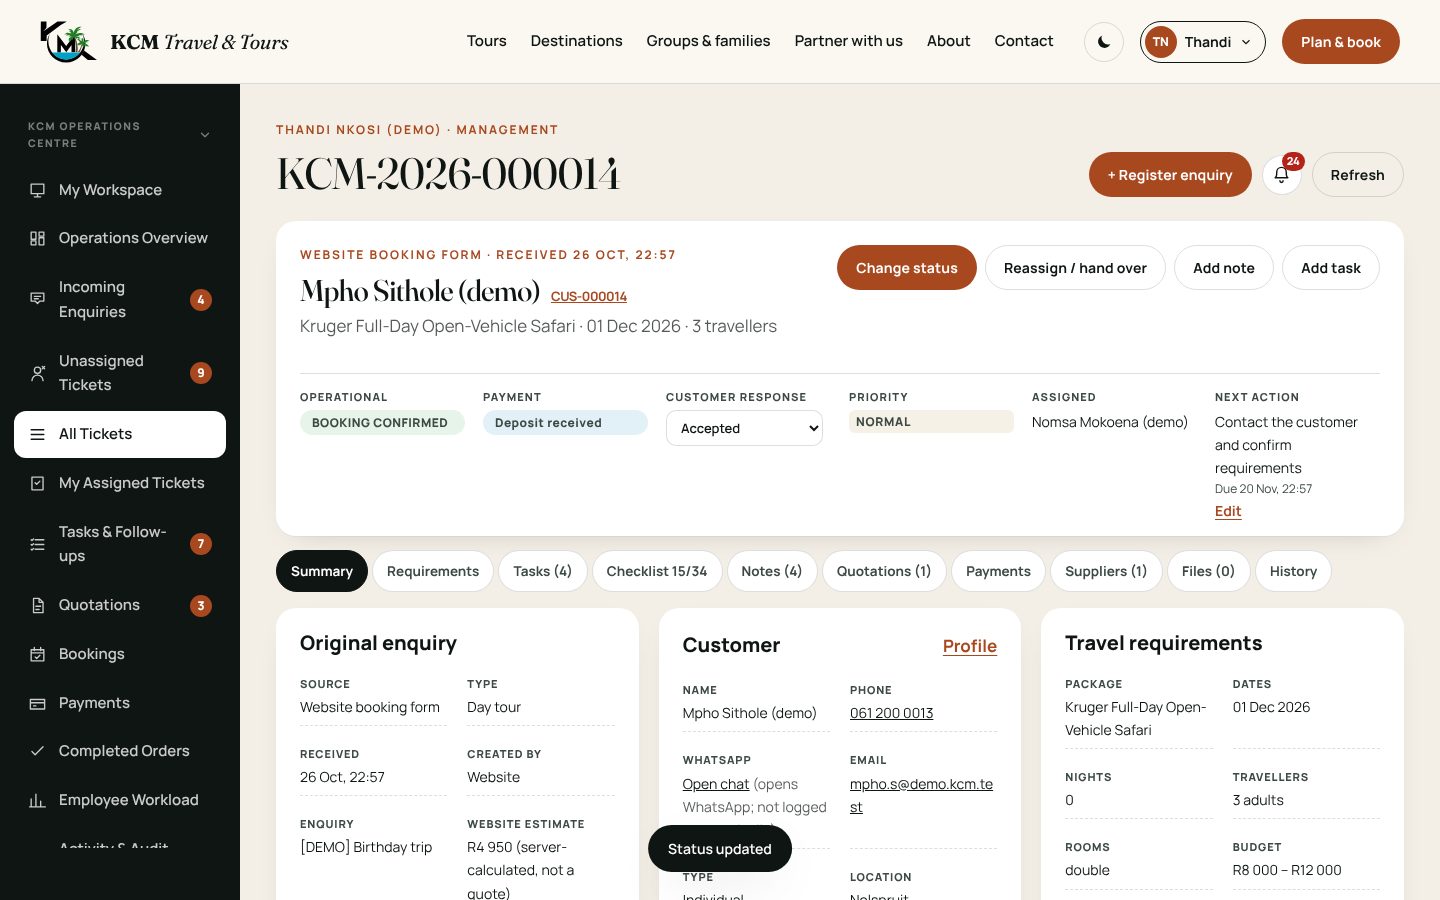 KCM Travel & Tours
Tours
Destinations
Groups & families
Partner with us
About
Contact
TN
Thandi
Plan & book
KCM OPERATIONS
CENTRE
My Workspace
Operations Overview
Incoming
Enquiries
4
Unassigned
Tickets
9
All Tickets
My Assigned Tickets
Tasks & Follow-
ups
7
Quotations
3
Bookings
Payments
Completed Orders
Employee Workload
Activity & Audit
THANDI NKOSI (DEMO) · MANAGEMENT
KCM-2026-000014
+ Register enquiry
24
Refresh
WEBSITE BOOKING FORM · RECEIVED 26 OCT, 22:57
Mpho Sithole (demo) CUS-000014
Kruger Full-Day Open-Vehicle Safari · 01 Dec 2026 · 3 travellers
Change status
Reassign / hand over
Add note
Add task
OPERATIONAL
BOOKING CONFIRMED
PAYMENT
Deposit received
CUSTOMER RESPONSE
Accepted
PRIORITY
NORMAL
ASSIGNED
Nomsa Mokoena (demo)
NEXT ACTION
Contact the customer
and confirm
requirements
Due 20 Nov, 22:57
Edit
Summary
Requirements
Tasks (4)
Checklist 15/34
Notes (4)
Quotations (1)
Payments
Suppliers (1)
Files (0)
History
Original enquiry
SOURCE
Website booking form
TYPE
Day tour
RECEIVED
26 Oct, 22:57
CREATED BY
Website
ENQUIRY
[DEMO] Birthday trip
WEBSITE ESTIMATE
R4 950 (server-
calculated, not a
quote)
Customer
Profile
NAME
Mpho Sithole (demo)
PHONE
061 200 0013
WHATSAPP
Open chat (opens
WhatsApp; not logged
EMAIL
mpho.s@demo.kcm.te
st
TYPE
Individual
LOCATION
Nelspruit
Travel requirements
PACKAGE
Kruger Full-Day Open-
Vehicle Safari
DATES
01 Dec 2026
NIGHTS
0
TRAVELLERS
3 adults
ROOMS
double
BUDGET
R8 000 – R12 000
Status updated